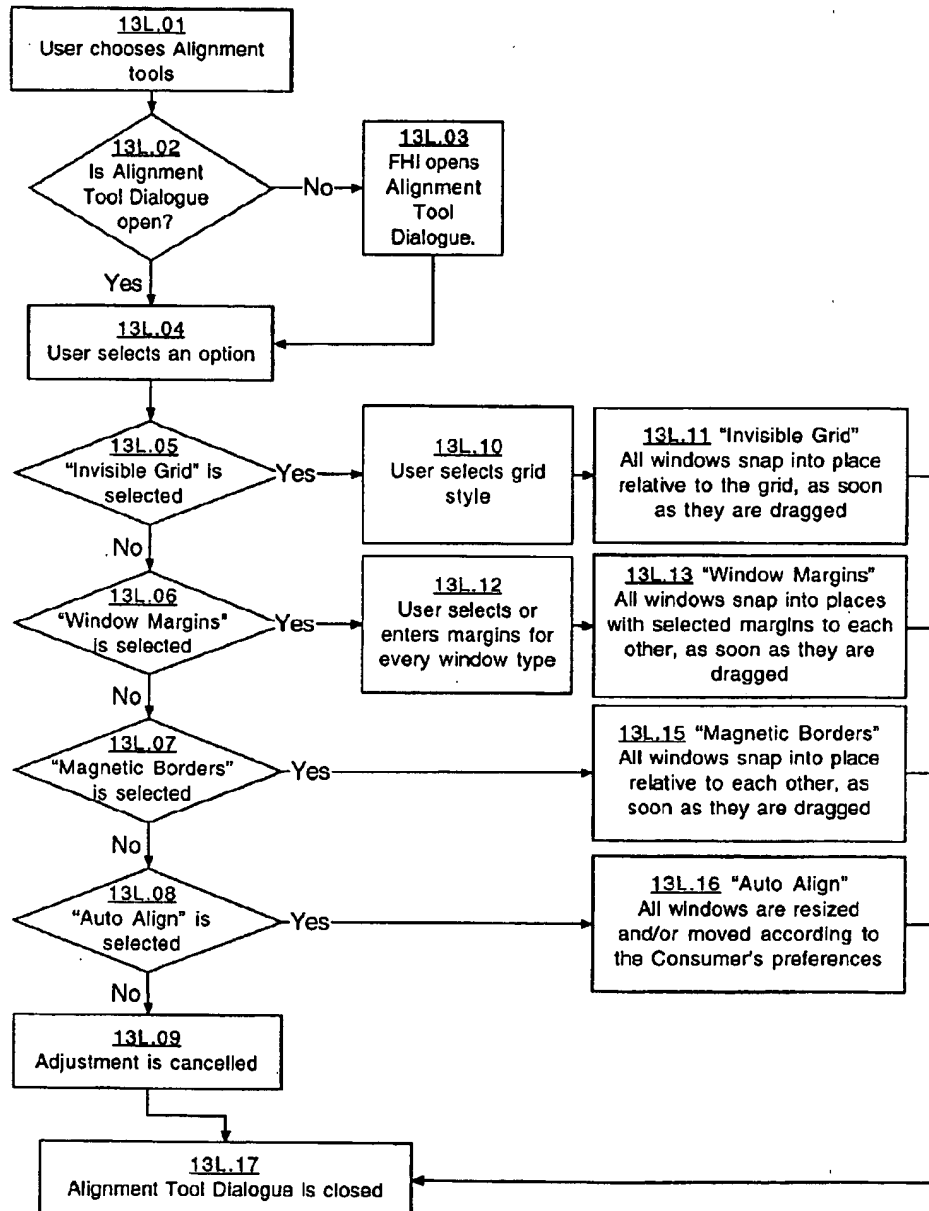 13L.01
User chooses Alignment
tools
13L.02
Is Alignment
Tool Dialogue
open?
No
13L.03
FHI opens
Alignment
Tool
Dialogue.
Yes
13L.04
User selects an option
13L.05
"Invisible Grid" is
selected
Yes
13L.10
User selects grid
style
13L.11 "Invisible Grid"
All windows snap into place
relative to the grid, as soon
as they are dragged
No
13L.06
"Window Margins"
is selected
Yes
13L.12
User selects or
enters margins for
every window type
13L.13 "Window Margins"
All windows snap into places
with selected margins to each
other, as soon as they are
dragged
No
13L.07
"Magnetic Borders"
is selected
Yes
13L.15 "Magnetic Borders"
All windows snap into place
relative to each other, as
soon as they are dragged
No
13L.08
"Auto Align" is
selected
Yes
13L.16 "Auto Align"
All windows are resized
and/or moved according to
the Consumer's preferences
No
13L.09
Adjustment is cancelled
13L.17
Alignment Tool Dialogue is closed